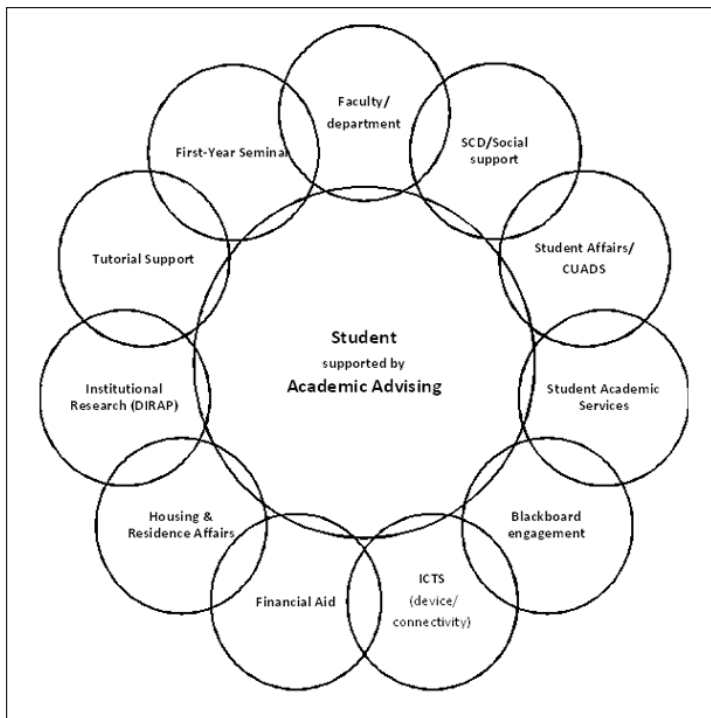 Faculty/
department
SCD/Social
support
Student Affairs/
CUADS
Student Academic
Services
Blackboard
engagement
ICTS
(device/
connectivity)
Financial Aid
Housing &
Residence Affairs
Institutional
Research (DIRAP)
Tutorial Support
First-Year Seminar
Student
supported by
Academic Advising